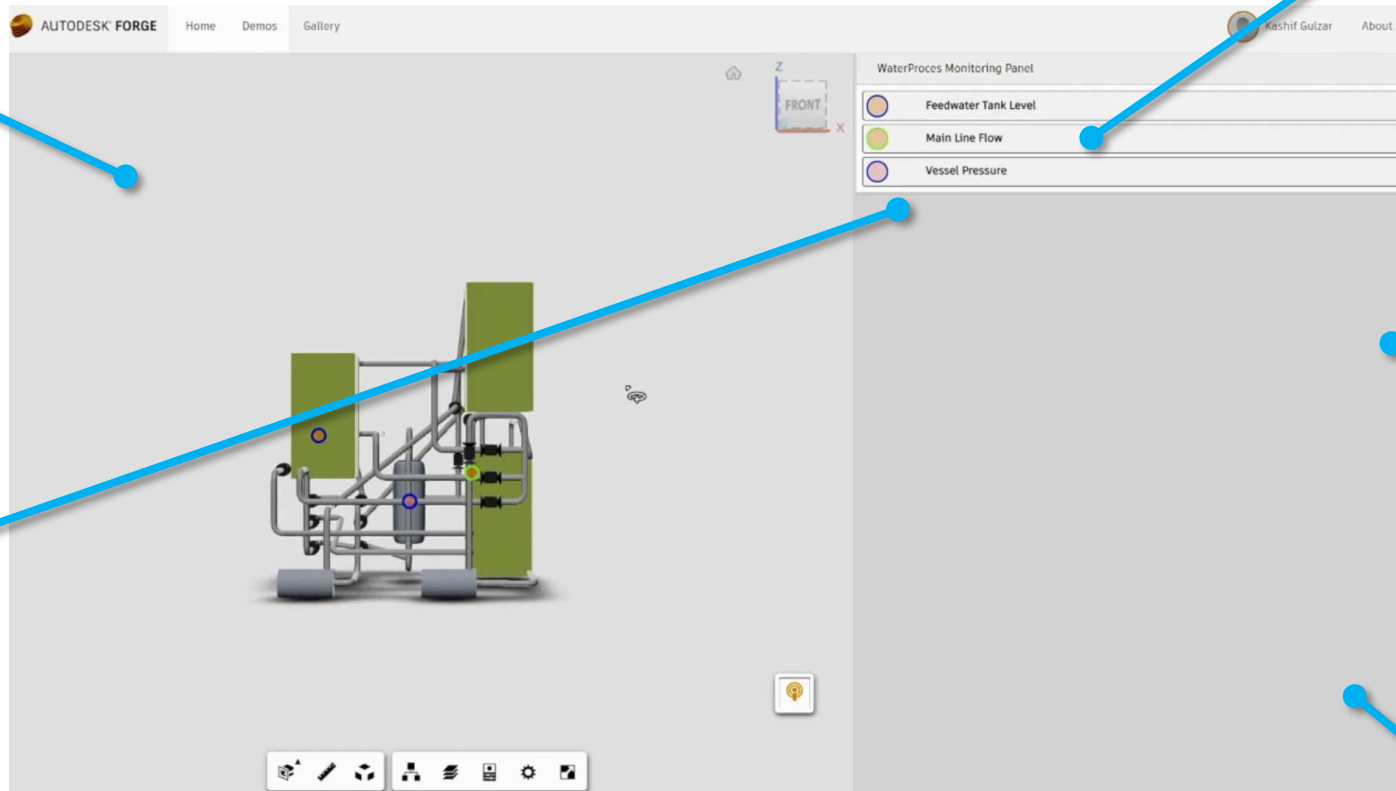 AUTODESK® FORGE Home Demos Gallery Kashif Gulzar About
Z
FRONT
X
WaterProces Monitoring Panel
Feedwater Tank Level
Main Line Flow
Vessel Pressure